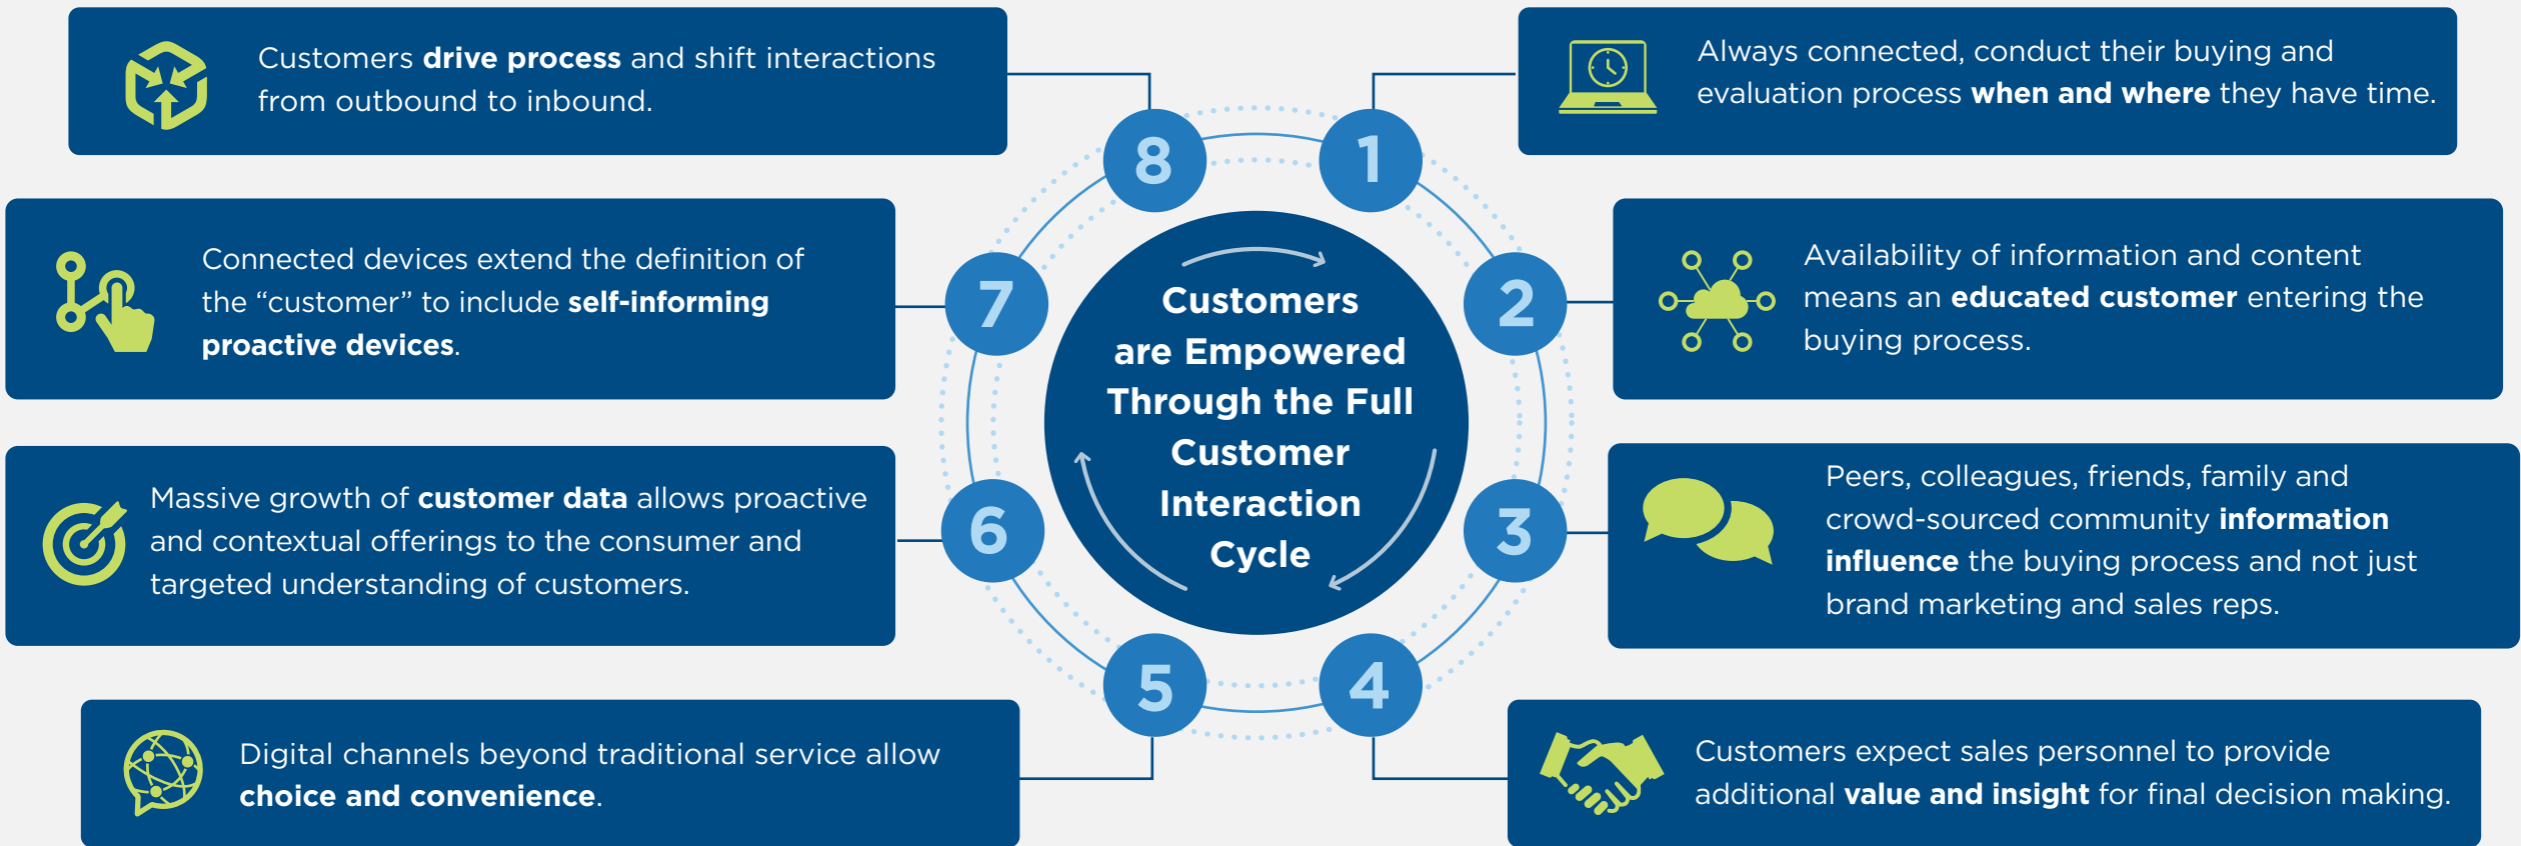 Customers
are Empowered
Through the Full
Customer
Interaction
Cycle
1
Always connected, conduct their buying and
evaluation process when and where they have time.
2
Availability of information and content
means an educated customer entering the
buying process.
3
Peers, colleagues, friends, family and
crowd-sourced community information
influence the buying process and not just
brand marketing and sales reps.
4
Customers expect sales personnel to provide
additional value and insight for final decision making.
5
Digital channels beyond traditional service allow
choice and convenience.
6
Massive growth of customer data allows proactive
and contextual offerings to the consumer and
targeted understanding of customers.
7
Connected devices extend the definition of
the “customer” to include self-informing
proactive devices.
8
Customers drive process and shift interactions
from outbound to inbound.